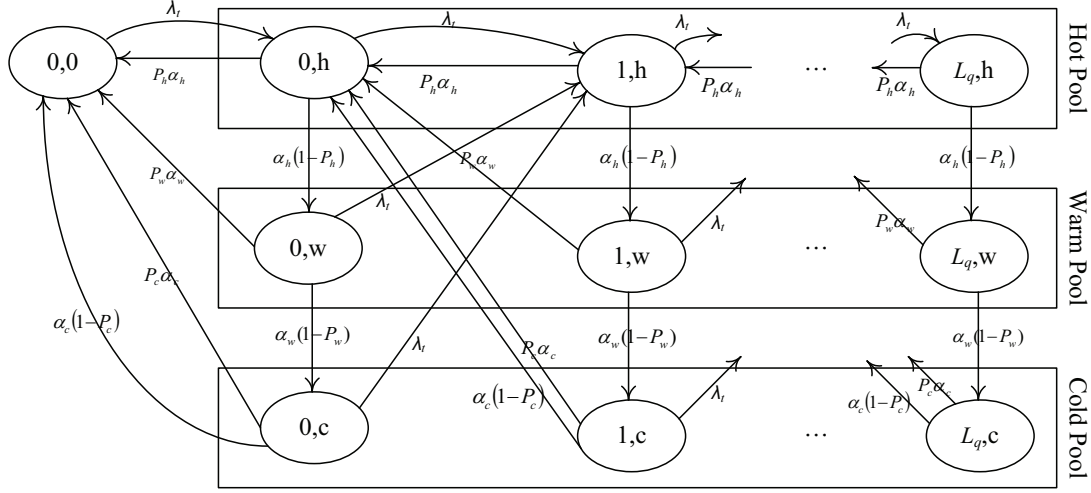 λt λt λt λt
0,0 0,h 1,h ... Lq,h Hot Pool
Phαh Phαh Phαh Phαh
αh(1−Ph) Pwαw αh(1−Ph) αh(1−Ph)
Pwαw λt
0,w 1,w λt ... Pwαw Lq,w Warm Pool
Pcαc
αc(1−Pc) αw(1−Pw) λt Pcαc αw(1−Pw) αw(1−Pw)
αc(1−Pc) λt αc(1−Pc) Pcαc
0,c 1,c ... Lq,c Cold Pool